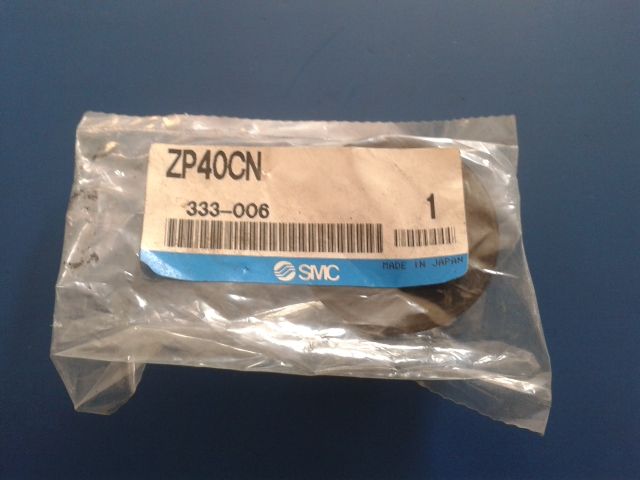 ZP40CN
333-006
1
SMC
MADE IN JAPAN